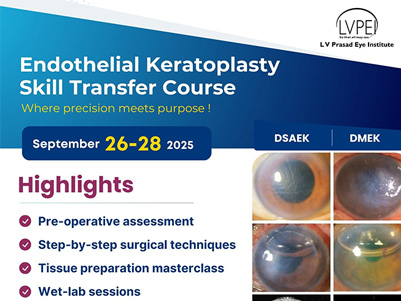 LVPEI
L V Prasad Eye Institute
Endothelial Keratoplasty
Skill Transfer Course
Where precision meets purpose !
September 26-28 2025
DSAEK DMEK
Highlights
Pre-operative assessment
Step-by-step surgical techniques
Tissue preparation masterclass
Wet-lab sessions